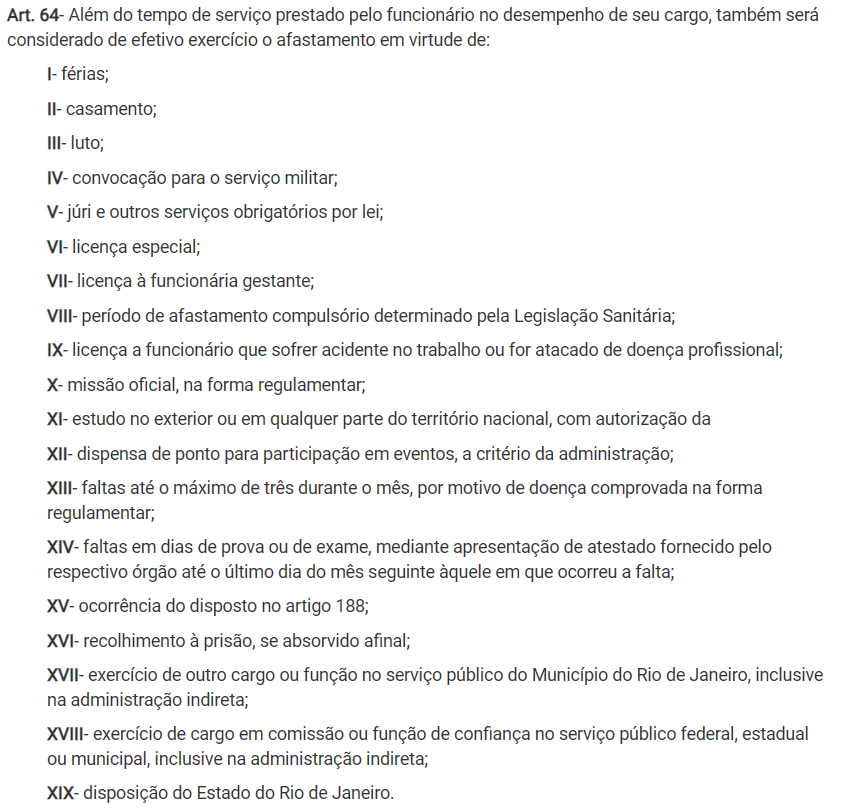 Art. 64- Além do tempo de serviço prestado pelo funcionário no desempenho de seu cargo, também será
considerado de efetivo exercício o afastamento em virtude de:
I- férias;
II- casamento;
III- luto;
IV- convocação para o serviço militar;
V- júri e outros serviços obrigatórios por lei;
VI- licença especial;
VII- licença à funcionária gestante;
VIII- período de afastamento compulsório determinado pela Legislação Sanitária;
IX- licença a funcionário que sofrer acidente no trabalho ou for atacado de doença profissional;
X- missão oficial, na forma regulamentar;
XI- estudo no exterior ou em qualquer parte do território nacional, com autorização da
XII- dispensa de ponto para participação em eventos, a critério da administração;
XIII- faltas até o máximo de três durante o mês, por motivo de doença comprovada na forma
regulamentar;
XIV- faltas em dias de prova ou de exame, mediante apresentação de atestado fornecido pelo
respectivo órgão até o último dia do mês seguinte àquele em que ocorreu a falta;
XV- ocorrência do disposto no artigo 188;
XVI- recolhimento à prisão, se absorvido afinal;
XVII- exercício de outro cargo ou função no serviço público do Município do Rio de Janeiro, inclusive
na administração indireta;
XVIII- exercício de cargo em comissão ou função de confiança no serviço público federal, estadual
ou municipal, inclusive na administração indireta;
XIX- disposição do Estado do Rio de Janeiro.